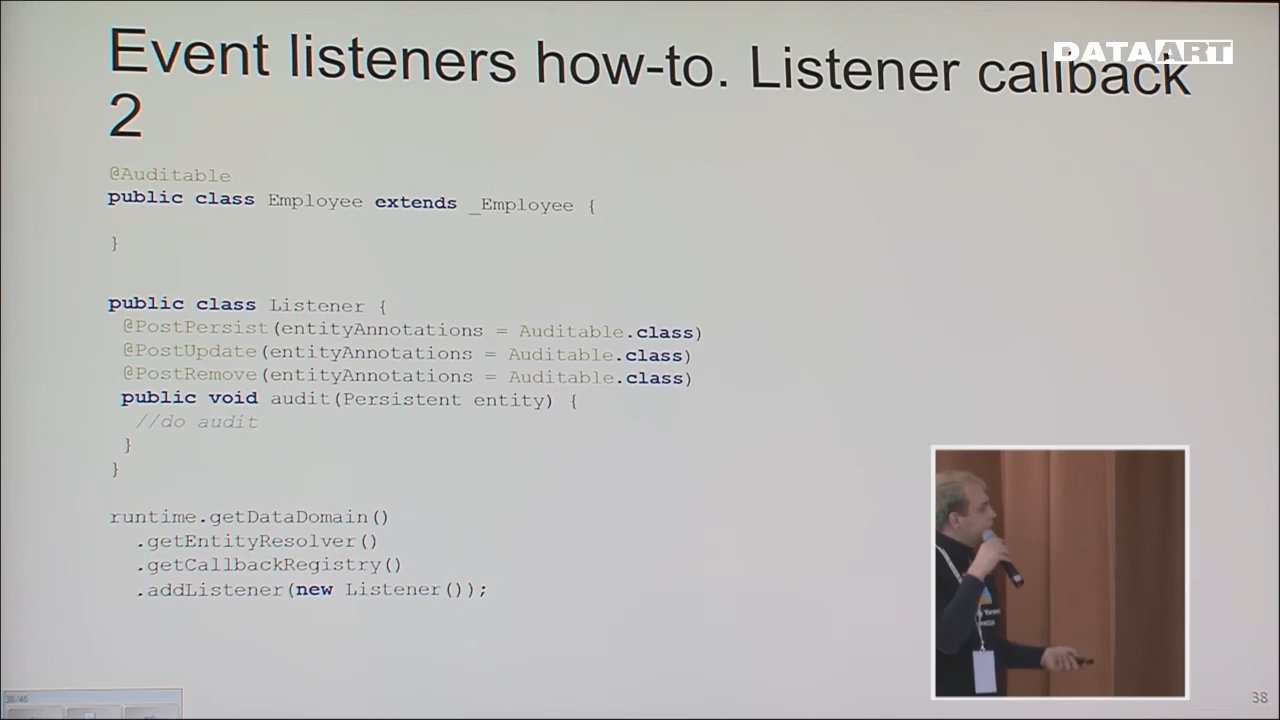 DATAART
Event listeners how-to. Listener callback
2
@Auditable
public class Employee extends _Employee {
}
public class Listener {
@PostPersist(entityAnnotations = Auditable.class)
@PostUpdate(entityAnnotations = Auditable.class)
@PostRemove(entityAnnotations = Auditable.class)
public void audit(Persistent entity) {
//do audit
}
}
runtime.getDataDomain()
.getEntityResolver()
.getCallbackRegistry()
.addListener(new Listener());
38/46
38